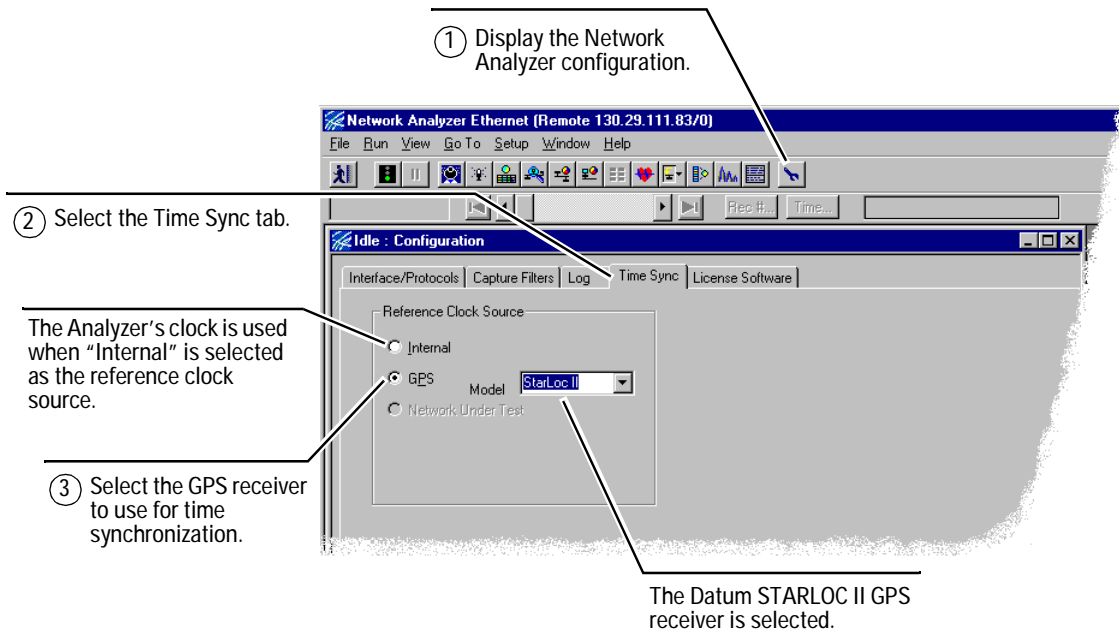 1 Display the Network
Analyzer configuration.
Network Analyzer Ethernet (Remote 130.29.111.83/0)
File Run View Go To Setup Window Help
Rec #... Time...
2 Select the Time Sync tab.
Idle : Configuration
Interface/Protocols Capture Filters Log Time Sync License Software
Reference Clock Source
The Analyzer's clock is used
when "Internal" is selected
as the reference clock
source.
Internal
GPS Model StarLoc II
Network Under Test
3 Select the GPS receiver
to use for time
synchronization.
The Datum STARLOC II GPS
receiver is selected.